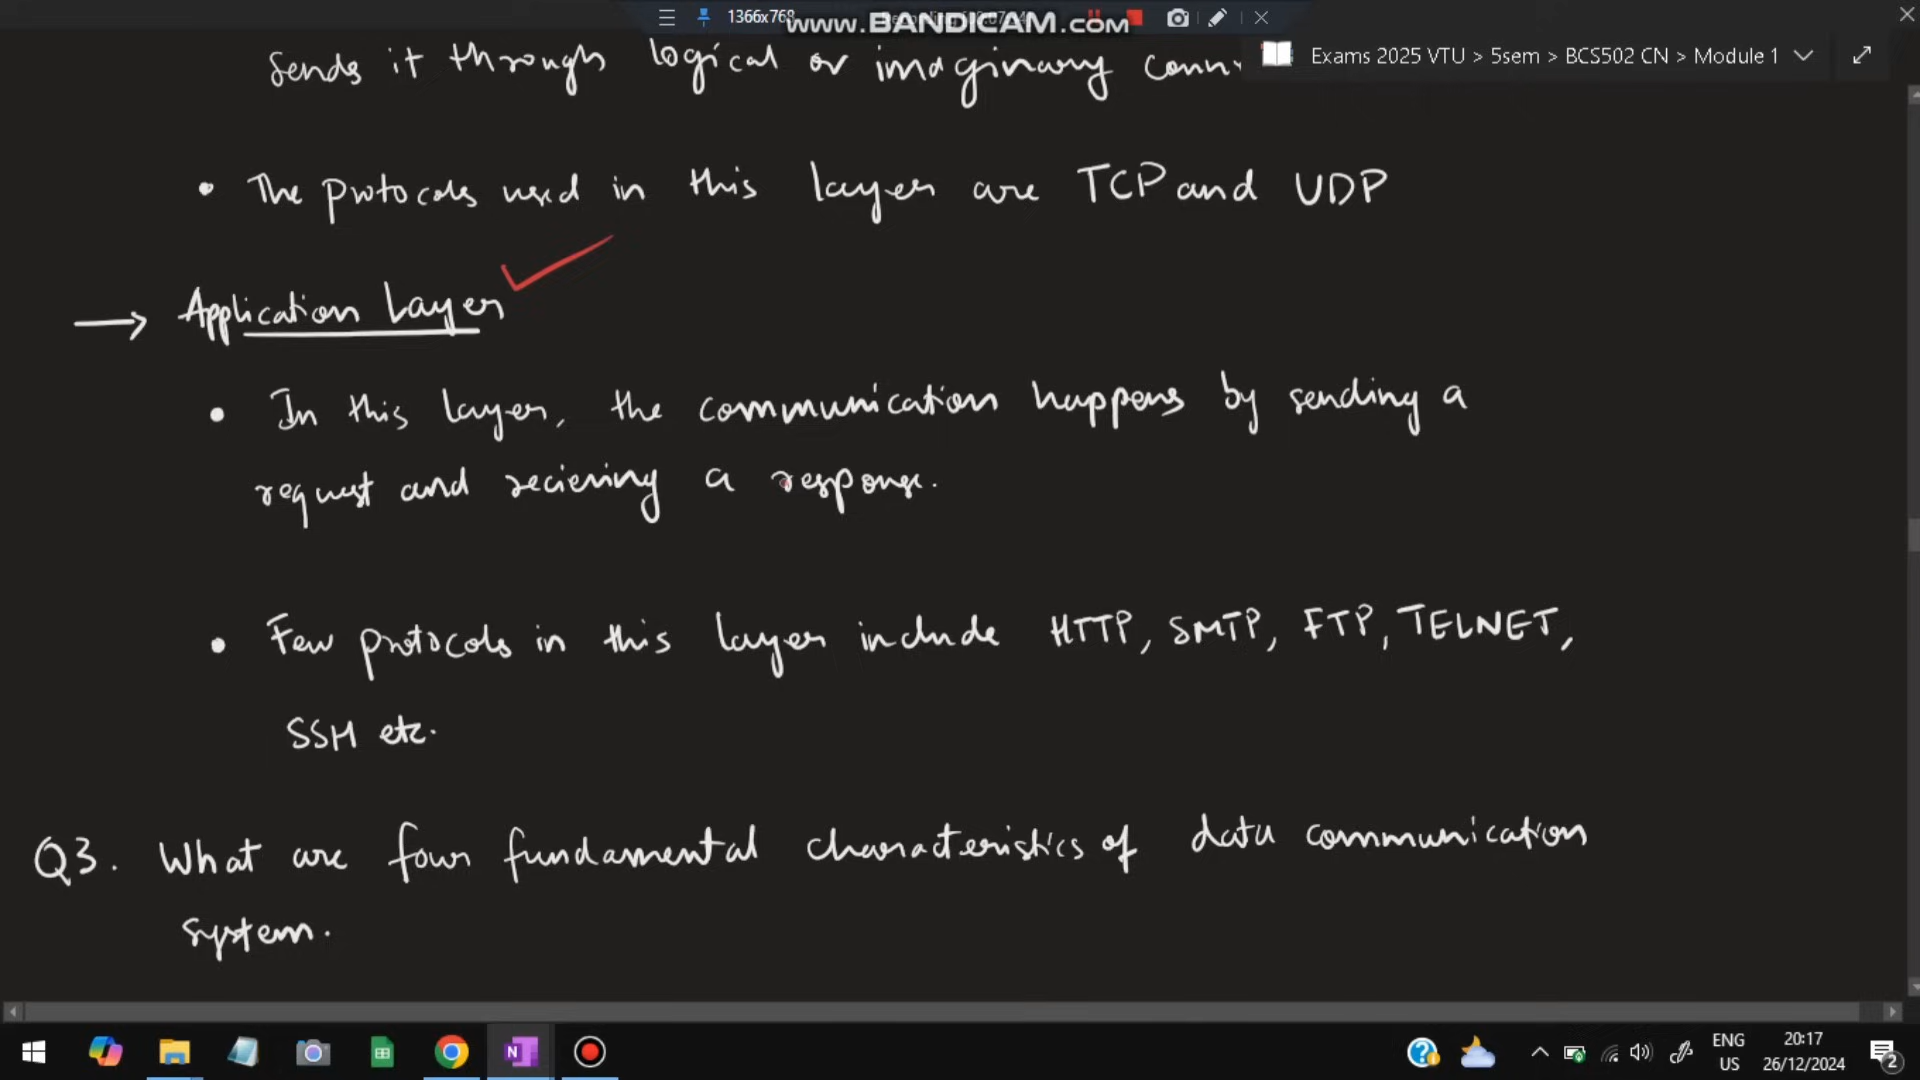 1366x768
www.BANDICAM.com
Sends it through logical or imaginary conn
Exams 2025 VTU > 5sem > BCS502 CN > Module 1
• The protocols used in this layer are TCP and UDP
→ Application Layer
• In this layer, the communication happens by sending a
request and recieving a response.
• Few protocols in this layer include HTTP, SMTP, FTP, TELNET,
SSH etc.
Q3. What are four fundamental characteristics of data communication
system.
N
ENG
US
20:17
26/12/2024
2